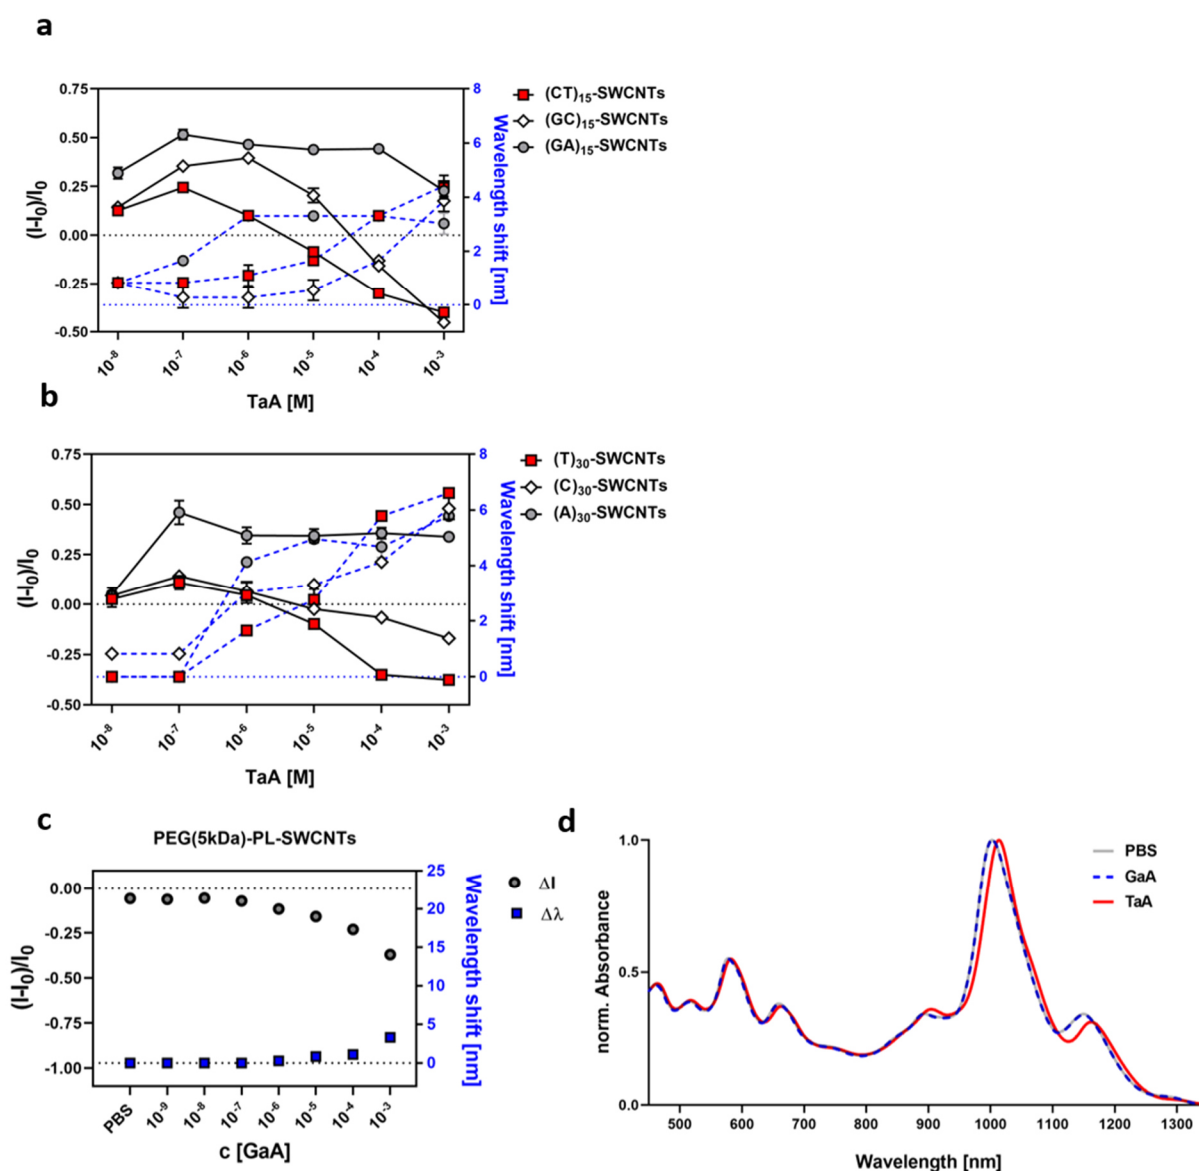 a
0.75
0.50
0.25
0.00
-0.25
-0.50
(I-I₀)/I₀
8
6
4
2
0
Wavelength shift [nm]
(CT)₁₅-SWCNTs
(GC)₁₅-SWCNTs
(GA)₁₅-SWCNTs
10⁻⁸ 10⁻⁷ 10⁻⁶ 10⁻⁵ 10⁻⁴ 10⁻³
TaA [M]
b
0.75
0.50
0.25
0.00
-0.25
-0.50
(I-I₀)/I₀
8
6
4
2
0
Wavelength shift [nm]
(T)₃₀-SWCNTs
(C)₃₀-SWCNTs
(A)₃₀-SWCNTs
10⁻⁸ 10⁻⁷ 10⁻⁶ 10⁻⁵ 10⁻⁴ 10⁻³
TaA [M]
c
PEG(5kDa)-PL-SWCNTs
0.00
-0.25
-0.50
-0.75
-1.00
(I-I₀)/I₀
25
20
15
10
5
0
Wavelength shift [nm]
ΔI
Δλ
PBS 10⁻⁹ 10⁻⁸ 10⁻⁷ 10⁻⁶ 10⁻⁵ 10⁻⁴ 10⁻³
c [GaA]
d
1.0
0.5
0.0
norm. Absorbance
PBS
GaA
TaA
500 600 700 800 900 1000 1100 1200 1300
Wavelength [nm]